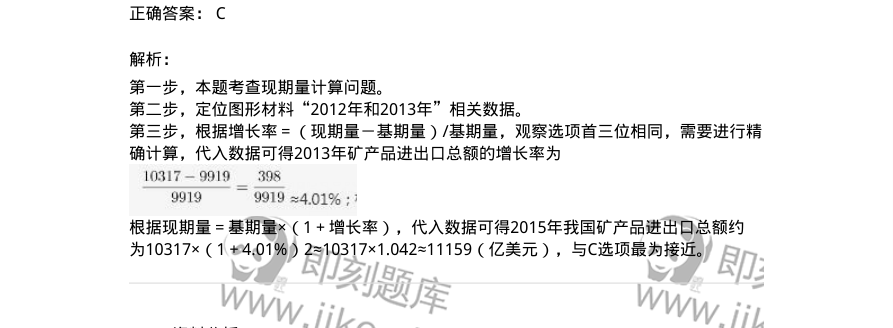 正确答案： C
解析：
第一步，本题考查现期量计算问题。
第二步，定位图形材料“2012年和2013年”相关数据。
第三步，根据增长率=（现期量－基期量）/基期量，观察选项首三位相同，需要进行精
确计算，代入数据可得2013年矿产品进出口总额的增长率为
10317 − 9919 / 9919 = 398 / 9919 ≈4.01%；
根据现期量=基期量×（1+增长率），代入数据可得2015年我国矿产品进出口总额约
为10317×（1+4.01%）2≈10317×1.042≈11159（亿美元），与C选项最为接近。
即刻题库
www.jike
即刻
www.jik